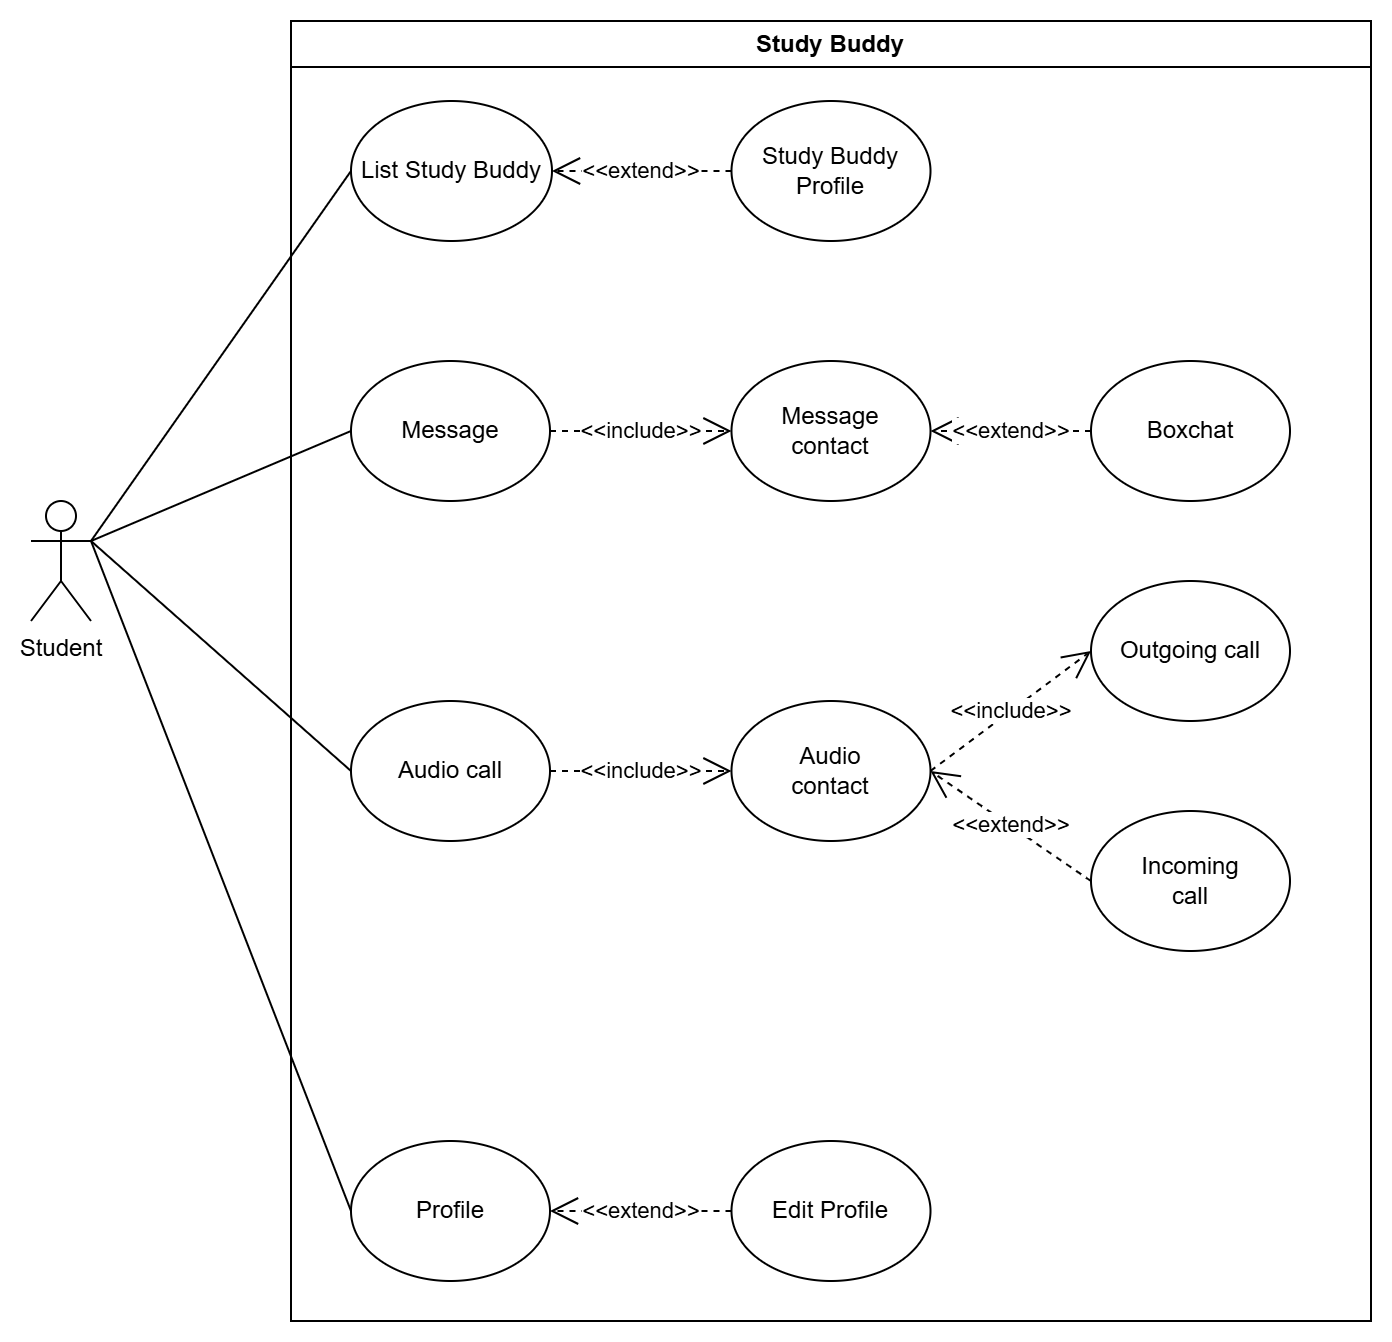 Study Buddy
List Study Buddy
<<extend>>
Study Buddy
Profile
Message
<<include>>
Message
contact
<<extend>>
Boxchat
Student
Outgoing call
<<include>>
Audio call
<<include>>
Audio
contact
<<extend>>
Incoming
call
Profile
<<extend>>
Edit Profile